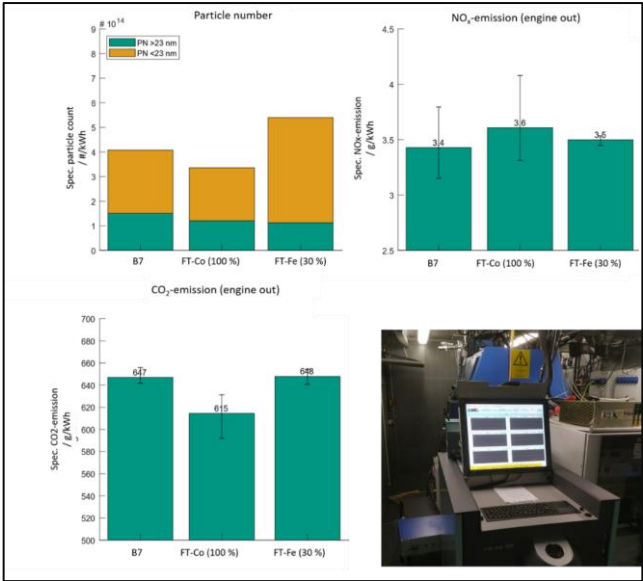 Particle number
# 10^14
9
8
7
6
5
4
3
2
1
0
PN >23 nm
PN <23 nm
Spec. particle count
/ #/kWh
B7
FT-Co (100 %)
FT-Fe (30 %)
NOx-emission (engine out)
4.5
4
3.5
3
2.5
3.4
3.6
3.5
Spec. NOx-emission
/ g/kWh
B7
FT-Co (100 %)
FT-Fe (30 %)
CO2-emission (engine out)
700
680
660
640
620
600
580
560
540
520
500
647
615
648
Spec. CO2-emission
/ g/kWh
B7
FT-Co (100 %)
FT-Fe (30 %)